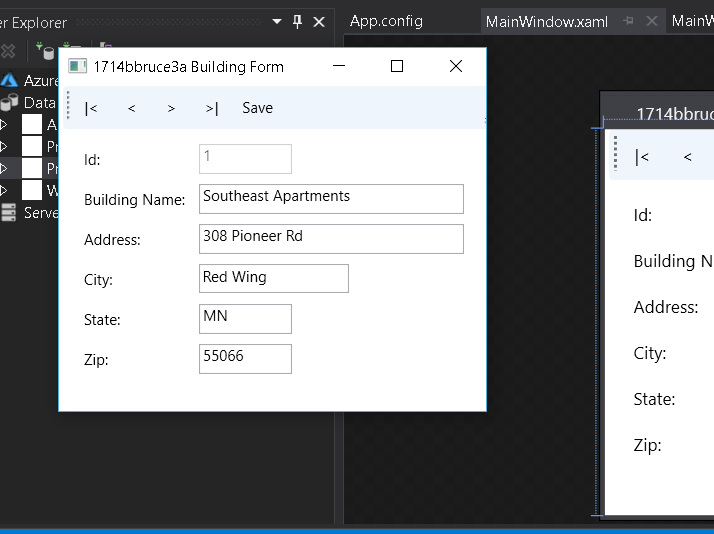 er Explorer
App.config
MainWindow.xaml
MainW
1714bbruce3a Building Form
|< < > >| Save
Id: 1
Building Name: Southeast Apartments
Address: 308 Pioneer Rd
City: Red Wing
State: MN
Zip: 55066
Azure
Data
A
Pr
Pr
W
Serve
1714bbruc
|< <
Id:
Building N
Address:
City:
State:
Zip: